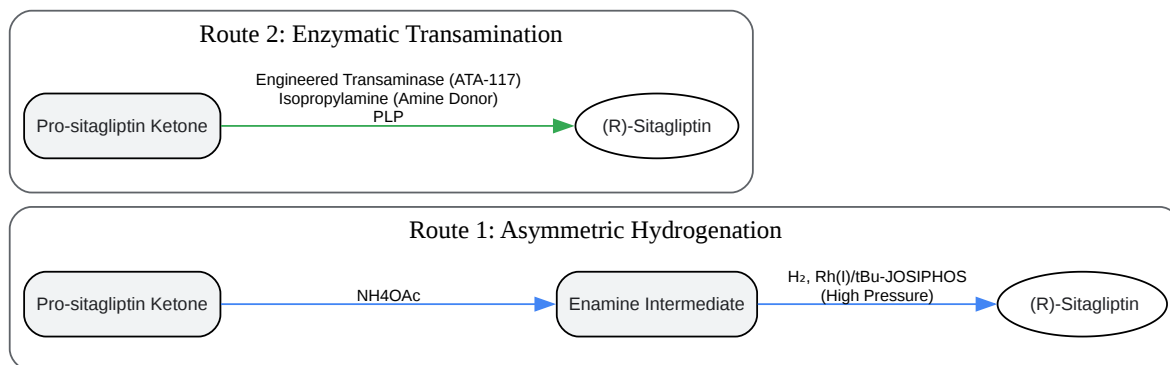 Route 2: Enzymatic Transamination
Engineered Transaminase (ATA-117)
Isopropylamine (Amine Donor)
PLP
Pro-sitagliptin Ketone
(R)-Sitagliptin
Route 1: Asymmetric Hydrogenation
Pro-sitagliptin Ketone
NH4OAc
Enamine Intermediate
H₂, Rh(I)/tBu-JOSIPHOS
(High Pressure)
(R)-Sitagliptin